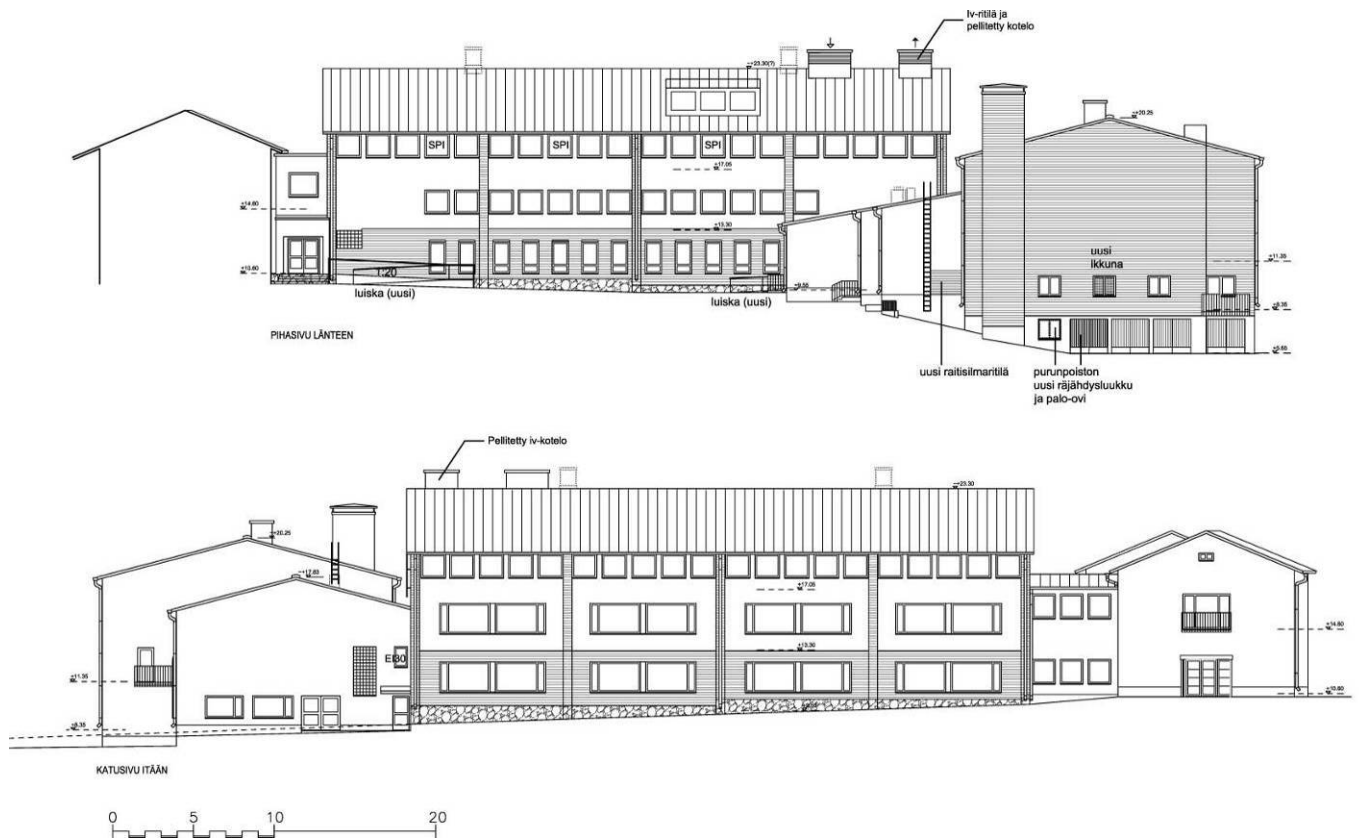 Iv-ritilä ja
pellitetty kotelo
+23.30(?)
+20.25
SPI SPI SPI
+17.05
+14.60
+13.30
uusi
ikkuna
+11.35
+10.60
1:20
luiska (uusi)
luiska (uusi)
+9.55
+8.35
PIHASIVU LÄNTEEN
+5.55
uusi raitisilmaritilä
purunpoiston
uusi räjähdysluukku
ja palo-ovi
Pellitetty iv-kotelo
+23.30
+20.25
+17.83
+17.05
+14.60
+13.30
EI30
+11.35
+10.60
+8.35
KATUSIVU ITÄÄN
0 5 10 20